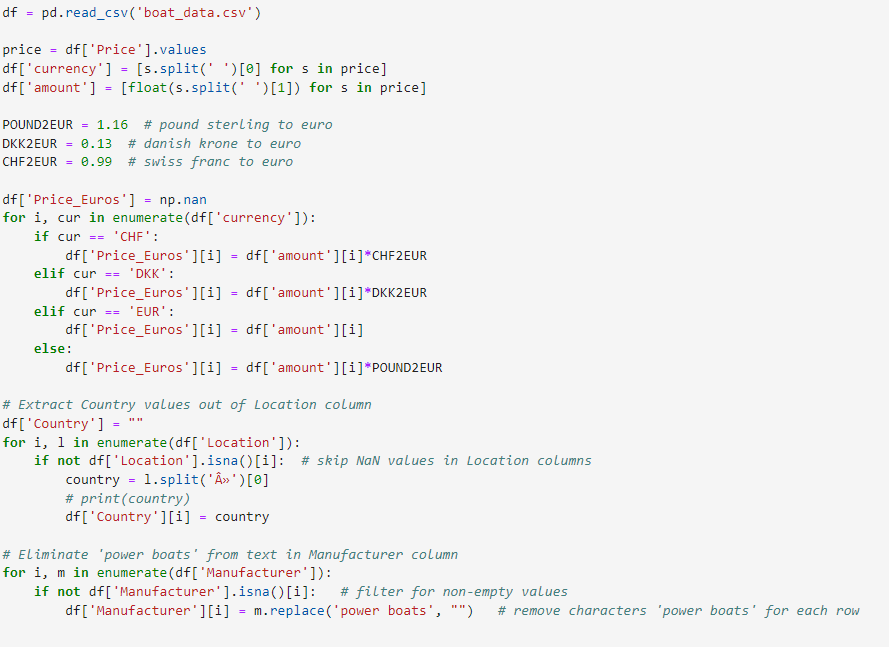 df = pd.read_csv('boat_data.csv')

price = df['Price'].values
df['currency'] = [s.split(' ')[0] for s in price]
df['amount'] = [float(s.split(' ')[1]) for s in price]

POUND2EUR = 1.16  # pound sterling to euro
DKK2EUR = 0.13  # danish krone to euro
CHF2EUR = 0.99  # swiss franc to euro

df['Price_Euros'] = np.nan
for i, cur in enumerate(df['currency']):
    if cur == 'CHF':
        df['Price_Euros'][i] = df['amount'][i]*CHF2EUR
    elif cur == 'DKK':
        df['Price_Euros'][i] = df['amount'][i]*DKK2EUR
    elif cur == 'EUR':
        df['Price_Euros'][i] = df['amount'][i]
    else:
        df['Price_Euros'][i] = df['amount'][i]*POUND2EUR

# Extract Country values out of Location column
df['Country'] = ""
for i, l in enumerate(df['Location']):
    if not df['Location'].isna()[i]:  # skip NaN values in Location columns
        country = l.split('Â»')[0]
        # print(country)
        df['Country'][i] = country

# Eliminate 'power boats' from text in Manufacturer column
for i, m in enumerate(df['Manufacturer']):
    if not df['Manufacturer'].isna()[i]:   # filter for non-empty values
        df['Manufacturer'][i] = m.replace('power boats', "")   # remove characters 'power boats' for each row